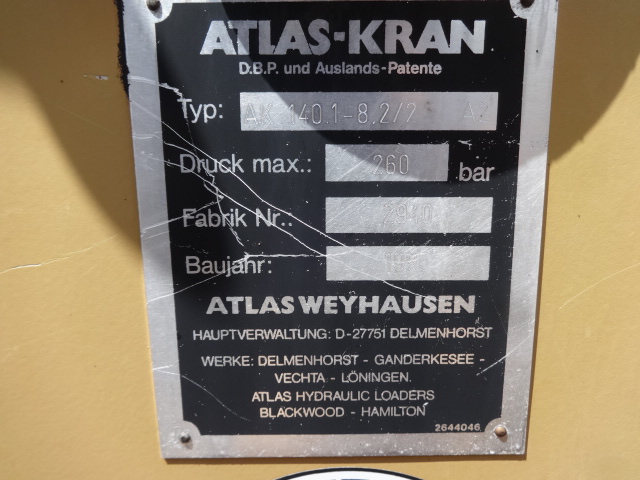 ATLAS-KRAN
D.B.P. und Auslands-Patente
Typ: AK 140.1-8.2/2 AZ
Druck max.: 260 bar
Fabrik Nr.:
Baujahr:
ATLAS WEYHAUSEN
HAUPTVERWALTUNG: D-27751 DELMENHORST
WERKE: DELMENHORST - GANDERKESEE -
VECHTA - LÖNINGEN.
ATLAS HYDRAULIC LOADERS
BLACKWOOD - HAMILTON
2644046